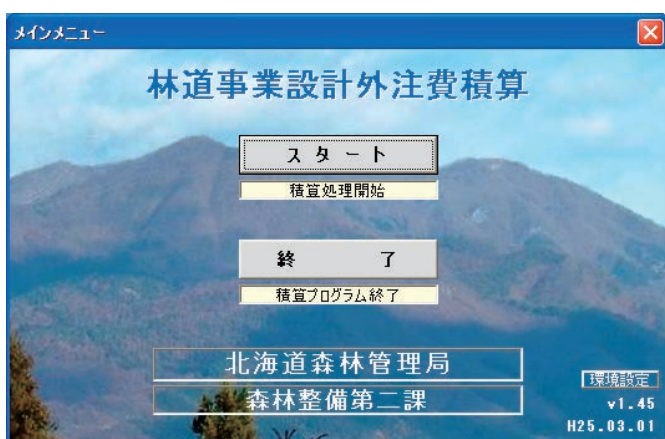 メインメニュー
林道事業設計外注費積算
スタート
積算処理開始
終 了
積算プログラム終了
北海道森林管理局
森林整備第二課
環境設定
v1.45
H25.03.01